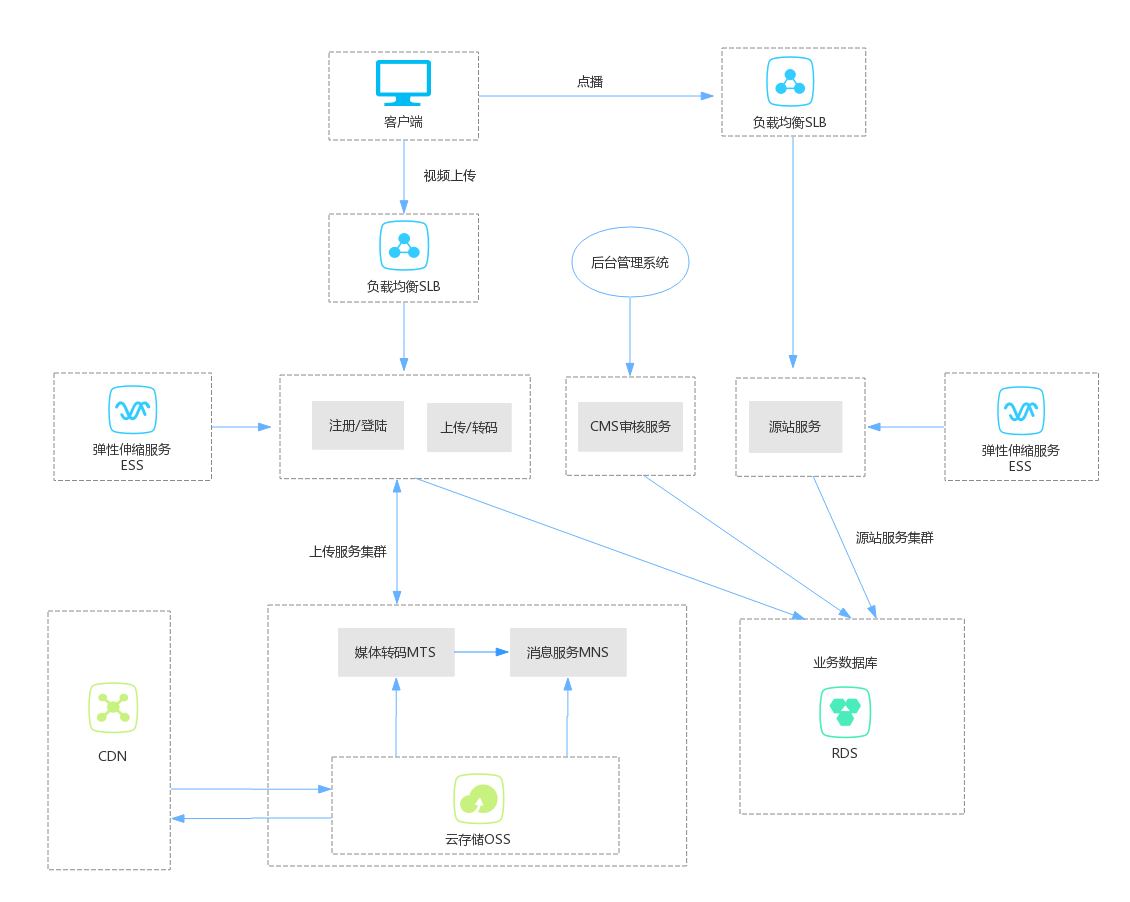 点播
客户端
负载均衡SLB
视频上传
负载均衡SLB
后台管理系统
弹性伸缩服务
ESS
注册/登陆
上传/转码
CMS审核服务
源站服务
弹性伸缩服务
ESS
上传服务集群
源站服务集群
媒体转码MTS
消息服务MNS
业务数据库
RDS
CDN
云存储OSS